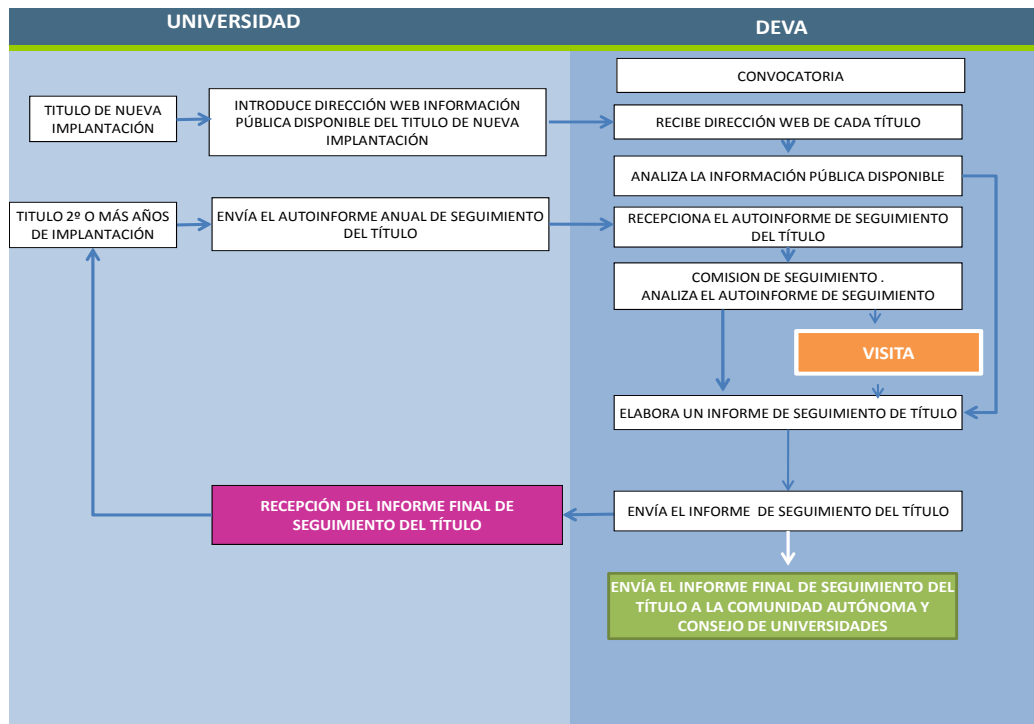 UNIVERSIDAD
DEVA
CONVOCATORIA
TITULO DE NUEVA
IMPLANTACIÓN
INTRODUCE DIRECCIÓN WEB INFORMACIÓN
PÚBLICA DISPONIBLE DEL TITULO DE NUEVA
IMPLANTACIÓN
RECIBE DIRECCIÓN WEB DE CADA TÍTULO
ANALIZA LA INFORMACIÓN PÚBLICA DISPONIBLE
TITULO 2º O MÁS AÑOS
DE IMPLANTACIÓN
ENVÍA EL AUTOINFORME ANUAL DE SEGUIMIENTO
DEL TÍTULO
RECEPCIONA EL AUTOINFORME DE SEGUIMIENTO
DEL TÍTULO
COMISION DE SEGUIMIENTO .
ANALIZA EL AUTOINFORME DE SEGUIMIENTO
VISITA
ELABORA UN INFORME DE SEGUIMIENTO DE TÍTULO
RECEPCIÓN DEL INFORME FINAL DE
SEGUIMIENTO DEL TÍTULO
ENVÍA EL INFORME DE SEGUIMIENTO DEL TÍTULO
ENVÍA EL INFORME FINAL DE SEGUIMIENTO DEL
TÍTULO A LA COMUNIDAD AUTÓNOMA Y
CONSEJO DE UNIVERSIDADES